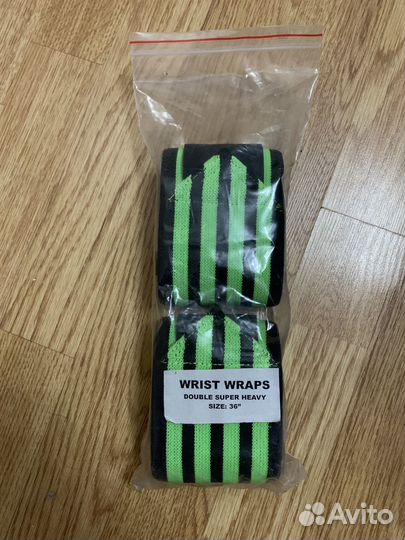 WRIST WRAPS
DOUBLE SUPER HEAVY
SIZE: 36"
Avito